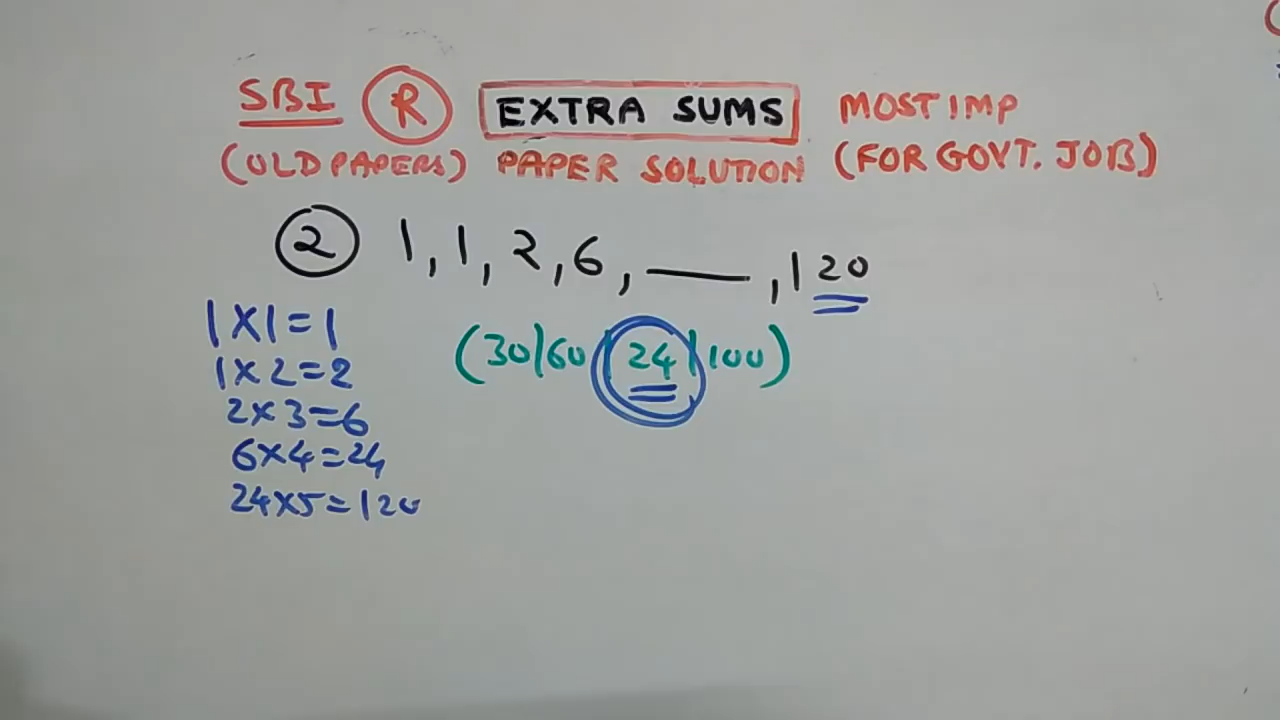 SBI R EXTRA SUMS MOST IMP
(OLD PAPERS) PAPER SOLUTION (FOR GOVT. JOB)
2 1, 1, 2, 6, ___, 120
(30/60/24/100)
1X1=1
1X2=2
2X3=6
6X4=24
24X5=120